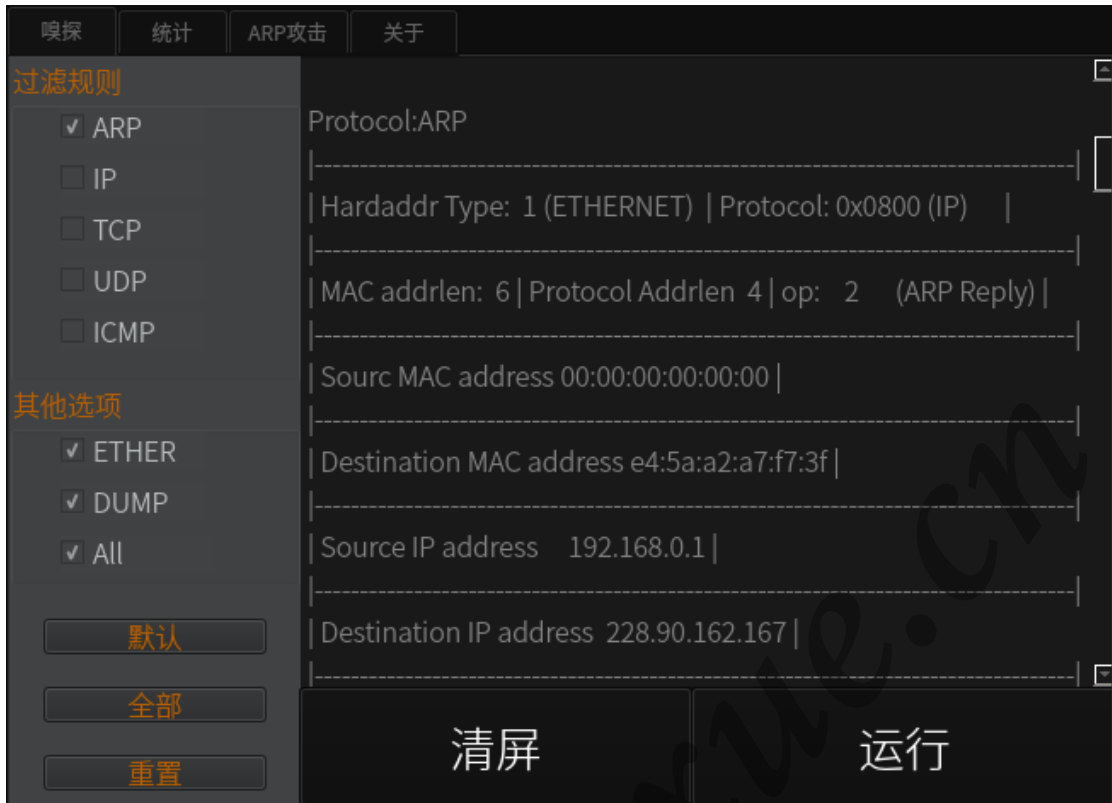 嗅探 统计 ARP攻击 关于
过滤规则
ARP
IP
TCP
UDP
ICMP
其他选项
ETHER
DUMP
All
默认
全部
重置
Protocol:ARP
|---------------------------------------------------------------------------------|
| Hardaddr Type: 1 (ETHERNET) | Protocol: 0x0800 (IP) |
|---------------------------------------------------------------------------------|
| MAC addrlen: 6 | Protocol Addrlen 4 | op: 2 (ARP Reply) |
|---------------------------------------------------------------------------------|
| Sourc MAC address 00:00:00:00:00:00 |
|---------------------------------------------------------------------------------|
| Destination MAC address e4:5a:a2:a7:f7:3f |
|---------------------------------------------------------------------------------|
| Source IP address 192.168.0.1 |
|---------------------------------------------------------------------------------|
| Destination IP address 228.90.162.167 |
|---------------------------------------------------------------------------------|
清屏 运行
xue.cn